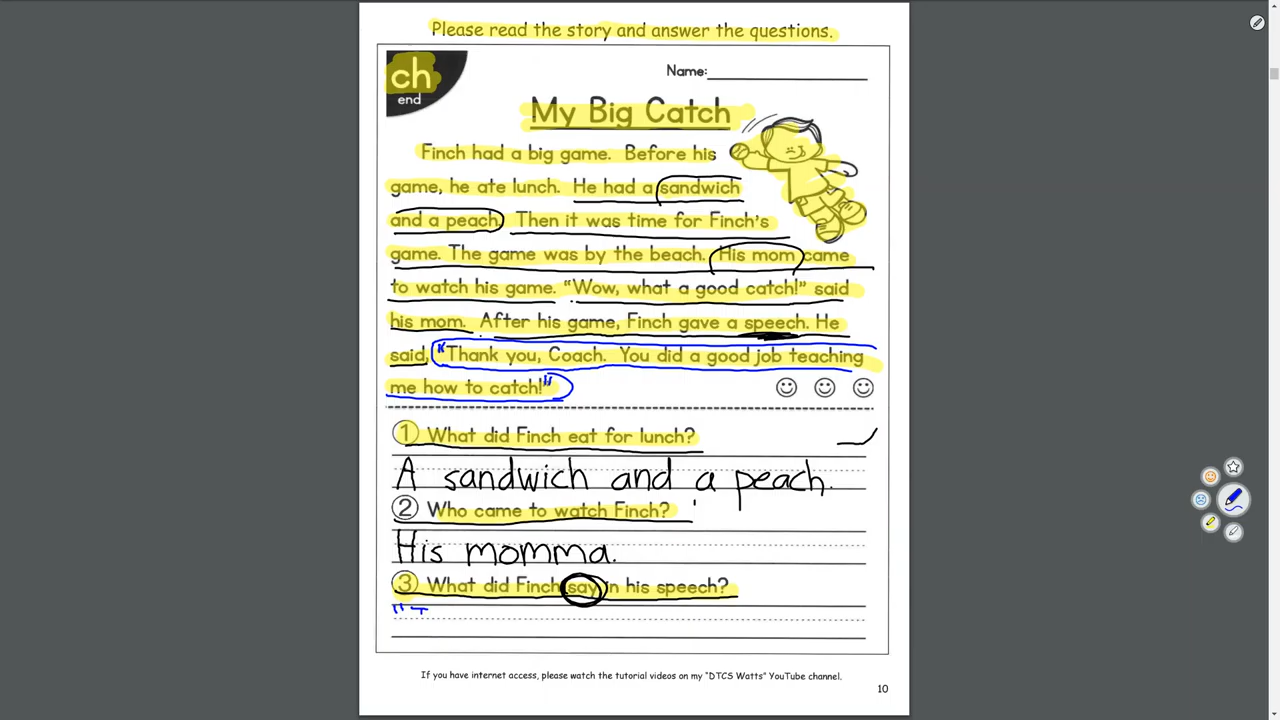 Please read the story and answer the questions.
ch
end
Name:
My Big Catch
Finch had a big game. Before his
game, he ate lunch. He had a sandwich
and a peach. Then it was time for Finch's
game. The game was by the beach. His mom came
to watch his game. "Wow, what a good catch!" said
his mom. After his game, Finch gave a speech. He
said, "Thank you, Coach. You did a good job teaching
me how to catch!"
1 What did Finch eat for lunch?
A sandwich and a peach.
2 Who came to watch Finch?
His momma.
3 What did Finch say in his speech?
"T
If you have internet access, please watch the tutorial videos on my "DTCS Watts" YouTube channel.
10